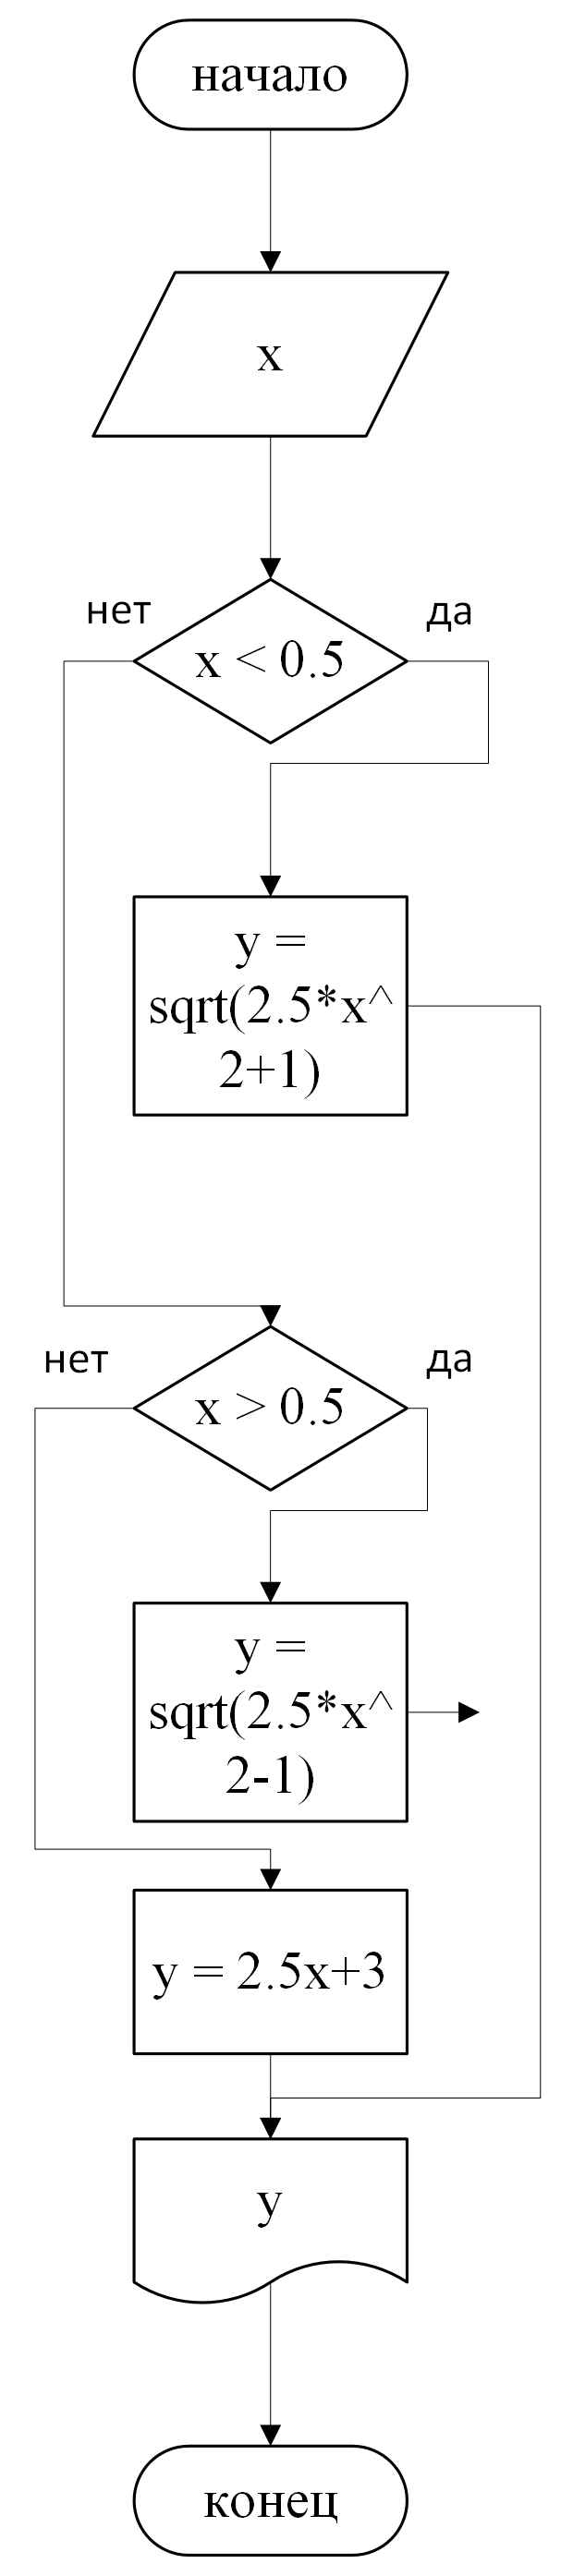 начало
x
нет
да
x < 0.5
y =
sqrt(2.5*x^
2+1)
нет
да
x > 0.5
y =
sqrt(2.5*x^
2-1)
y = 2.5x+3
y
конец